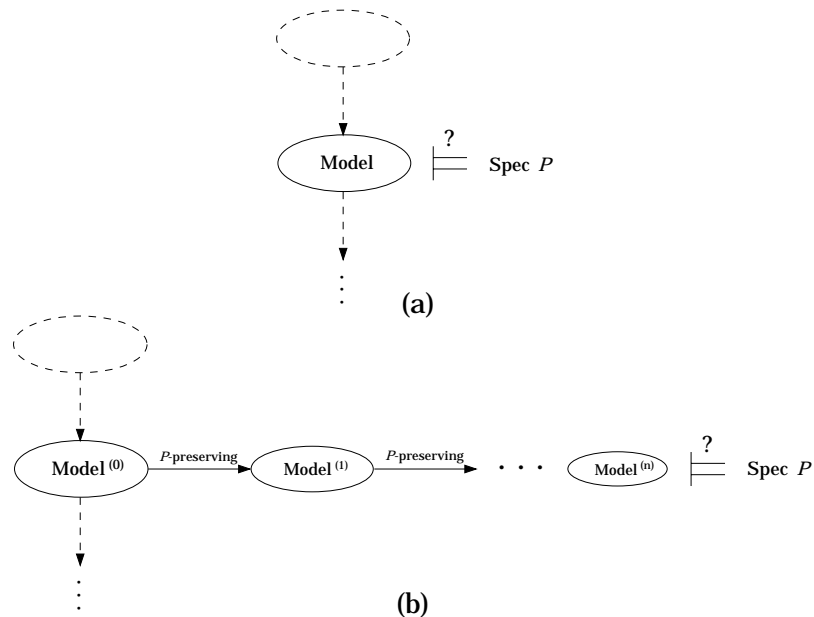 ?
Model
Spec P
(a)
P-preserving
P-preserving
?
Model (0)
Model (1)
. . .
Model (n)
Spec P
(b)